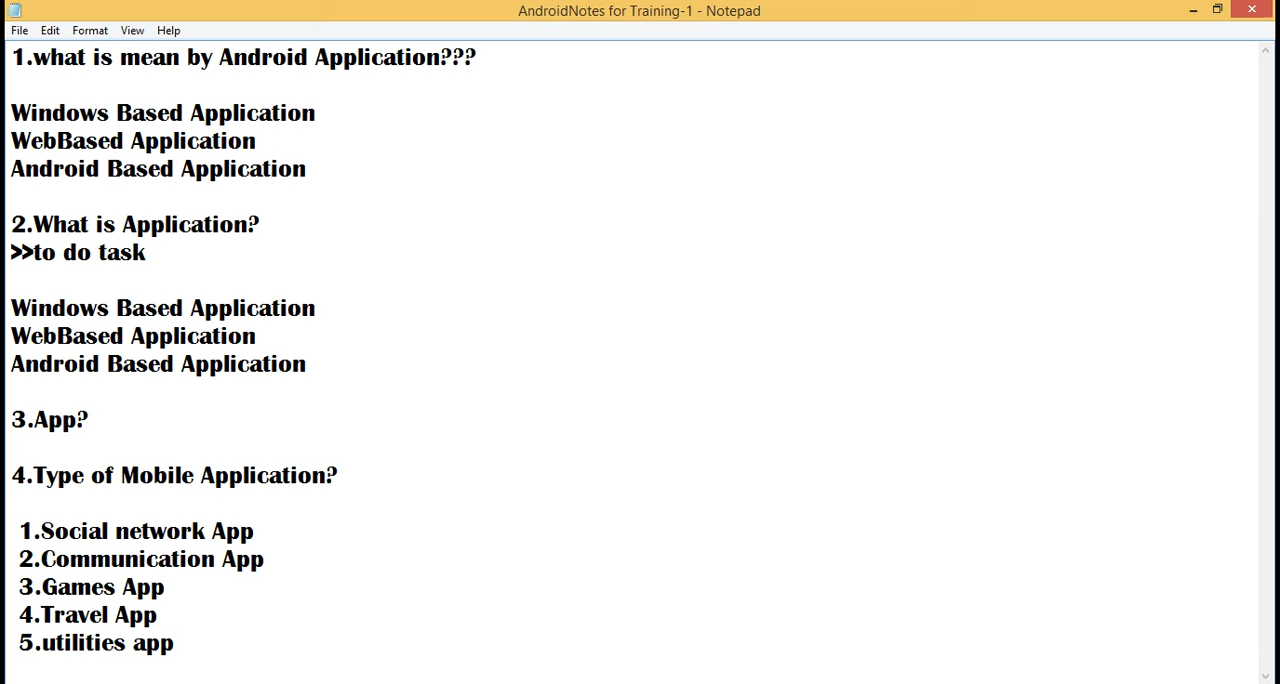 AndroidNotes for Training-1 - Notepad
File Edit Format View Help
1.what is mean by Android Application???
Windows Based Application
WebBased Application
Android Based Application
2.What is Application?
>>to do task
Windows Based Application
WebBased Application
Android Based Application
3.App?
4.Type of Mobile Application?
1.Social network App
2.Communication App
3.Games App
4.Travel App
5.utilities app